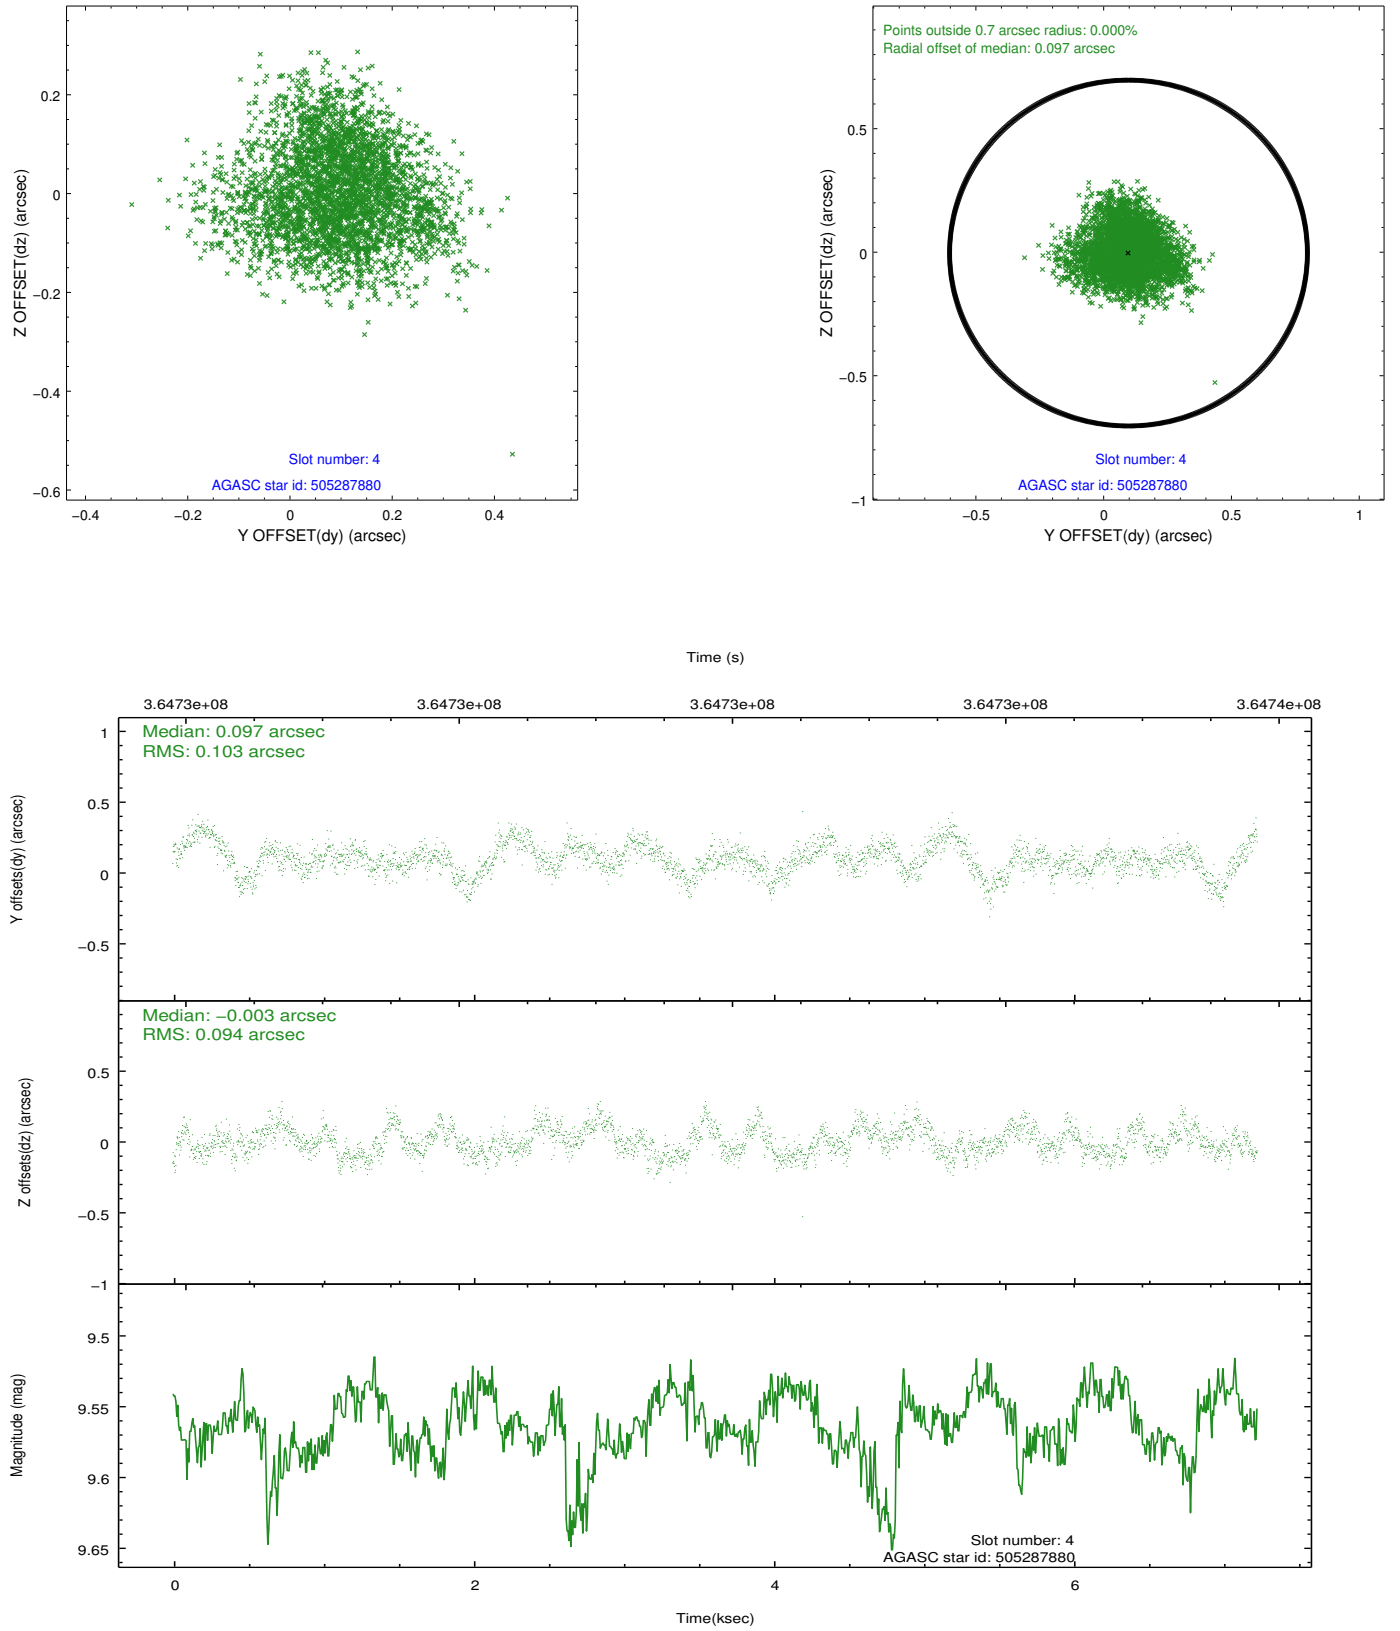 0.2
0
−0.2
−0.4
−0.6
Z OFFSET(dz) (arcsec)
Slot number: 4
AGASC star id: 505287880
−0.4
−0.2
0
0.2
0.4
Y OFFSET(dy) (arcsec)
Points outside 0.7 arcsec radius: 0.000%
Radial offset of median: 0.097 arcsec
0.5
0
−0.5
−1
Z OFFSET(dz) (arcsec)
Slot number: 4
AGASC star id: 505287880
−0.5
0
0.5
1
Y OFFSET(dy) (arcsec)
Time (s)
3.6473e+08
3.6473e+08
3.6473e+08
3.6473e+08
3.6474e+08
Median: 0.097 arcsec
RMS: 0.103 arcsec
1
0.5
0
−0.5
Y offsets(dy) (arcsec)
Median: −0.003 arcsec
RMS: 0.094 arcsec
0.5
0
−0.5
−1
Z offsets(dz) (arcsec)
9.5
9.55
9.6
9.65
Magnitude (mag)
Slot number: 4
AGASC star id: 505287880
0
2
4
6
Time(ksec)